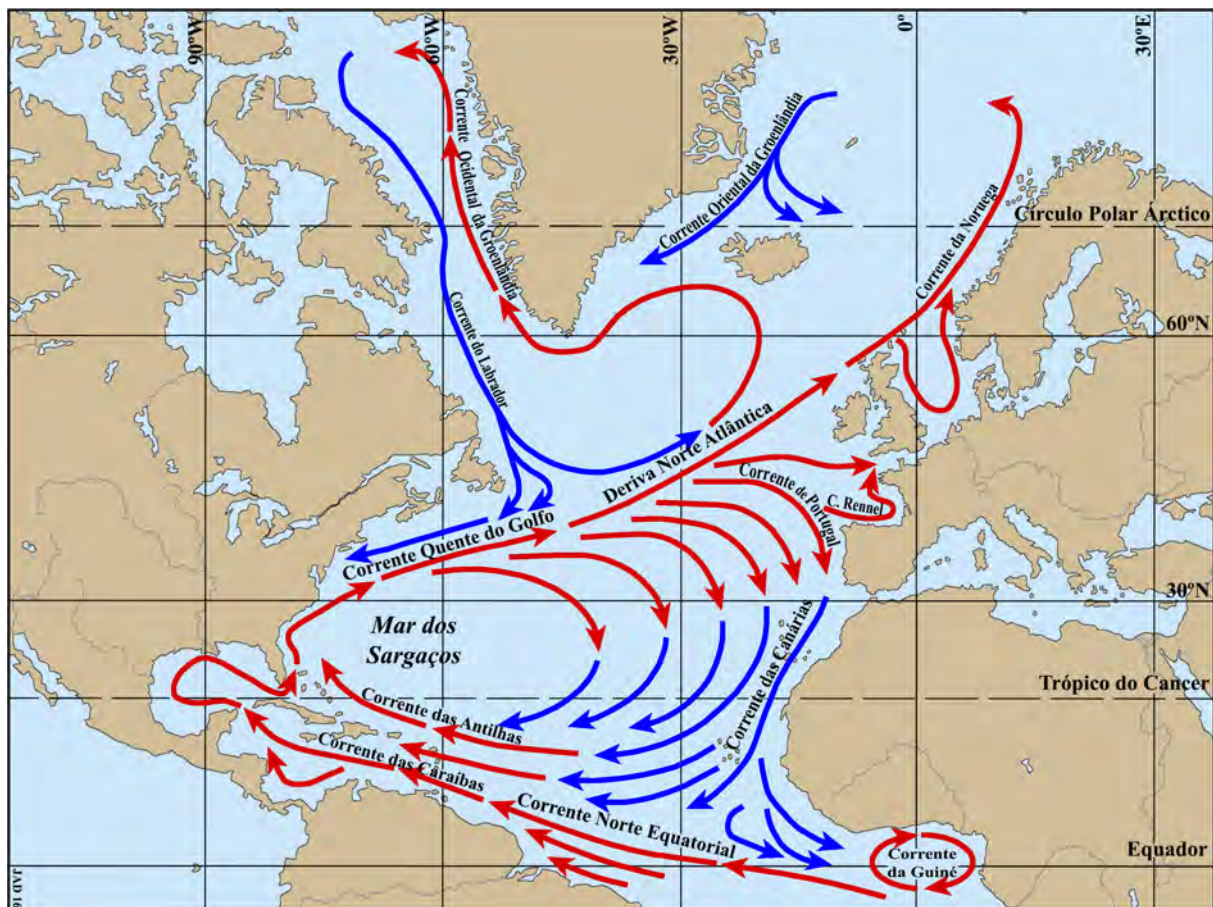 90ºW
60ºW
30ºW
0º
30ºE
Corrente Ocidental da Groenlândia
Corrente Oriental da Groenlândia
Círculo Polar Árctico
Corrente da Noruega
60ºN
Corrente do Labrador
Deriva Norte Atlântica
Corrente de Portugal
C. Rennel
Corrente Quente do Golfo
30ºN
Mar dos
Sargaços
Corrente das Canárias
Trópico do Cancer
Corrente das Antilhas
Corrente das Caraíbas
Corrente Norte Equatorial
Equador
Corrente
da Guiné
JAD 16